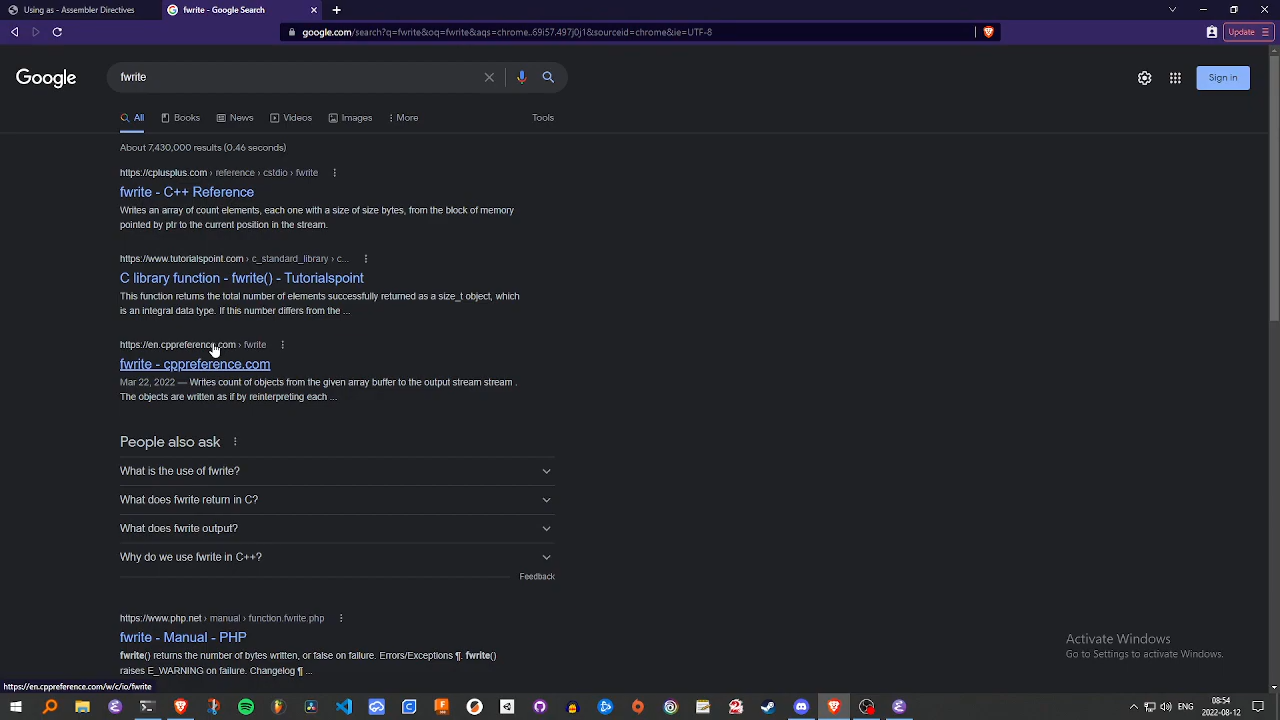 Using as - Assembler Directives
fwrite - Google Search
google.com/search?q=fwrite&oq=fwrite&aqs=chrome..69i57.497j0j1&sourceid=chrome&ie=UTF-8
Update
Google
fwrite
Sign in
All
Books
News
Videos
Images
More
Tools
About 7,430,000 results (0.46 seconds)
https://cplusplus.com › reference › cstdio › fwrite
fwrite - C++ Reference
Writes an array of count elements, each one with a size of size bytes, from the block of memory
pointed by ptr to the current position in the stream.
https://www.tutorialspoint.com › c_standard_library › c...
C library function - fwrite() - Tutorialspoint
This function returns the total number of elements successfully returned as a size_t object, which
is an integral data type. If this number differs from the ...
https://en.cppreference.com › fwrite
fwrite - cppreference.com
Mar 22, 2022 — Writes count of objects from the given array buffer to the output stream stream .
The objects are written as if by reinterpreting each ...
People also ask
What is the use of fwrite?
What does fwrite return in C?
What does fwrite output?
Why do we use fwrite in C++?
Feedback
https://www.php.net › manual › function.fwrite.php
fwrite - Manual - PHP
fwrite() returns the number of bytes written, or false on failure. Errors/Exceptions ¶. fwrite()
raises E_WARNING on failure. Changelog ¶ ...
Activate Windows
Go to Settings to activate Windows.
https://en.cppreference.com/w/c/io/fwrite
08:54
2022-08-12